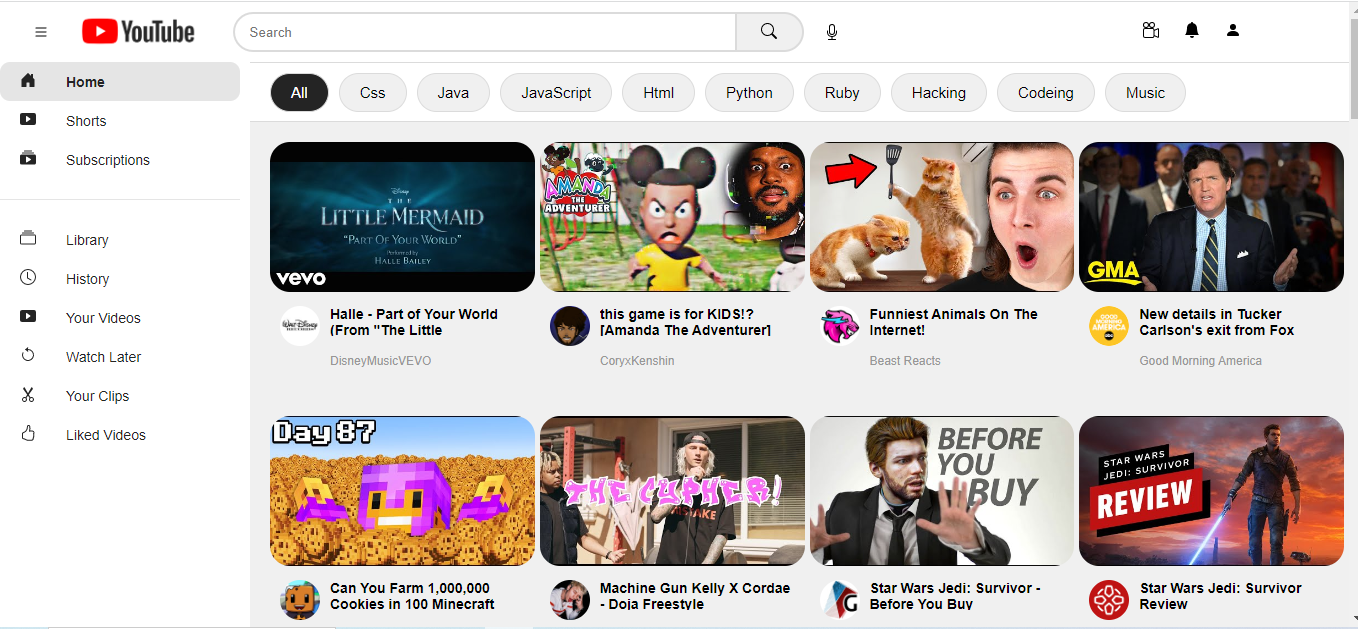 YouTube
Search
Home
Shorts
Subscriptions
Library
History
Your Videos
Watch Later
Your Clips
Liked Videos
All
Css
Java
JavaScript
Html
Python
Ruby
Hacking
Codeing
Music
Disney
THE
LITTLE MERMAID
"PART OF YOUR WORLD"
Performed by
HALLE BAILEY
vevo
AMANDA
THE
ADVENTURER
GMA
WALT DISNEY
Halle - Part of Your World
(From "The Little
DisneyMusicVEVO
this game is for KIDS!?
[Amanda The Adventurer]
CoryxKenshin
Funniest Animals On The
Internet!
Beast Reacts
GOOD
MORNING
AMERICA
abc
New details in Tucker
Carlson's exit from Fox
Good Morning America
Day 87
THE CYPHER!
BEFORE
YOU
BUY
STAR WARS
JEDI: SURVIVOR
REVIEW
Can You Farm 1,000,000
Cookies in 100 Minecraft
Machine Gun Kelly X Cordae
- Doja Freestyle
G
Star Wars Jedi: Survivor -
Before You Buy
Star Wars Jedi: Survivor
Review